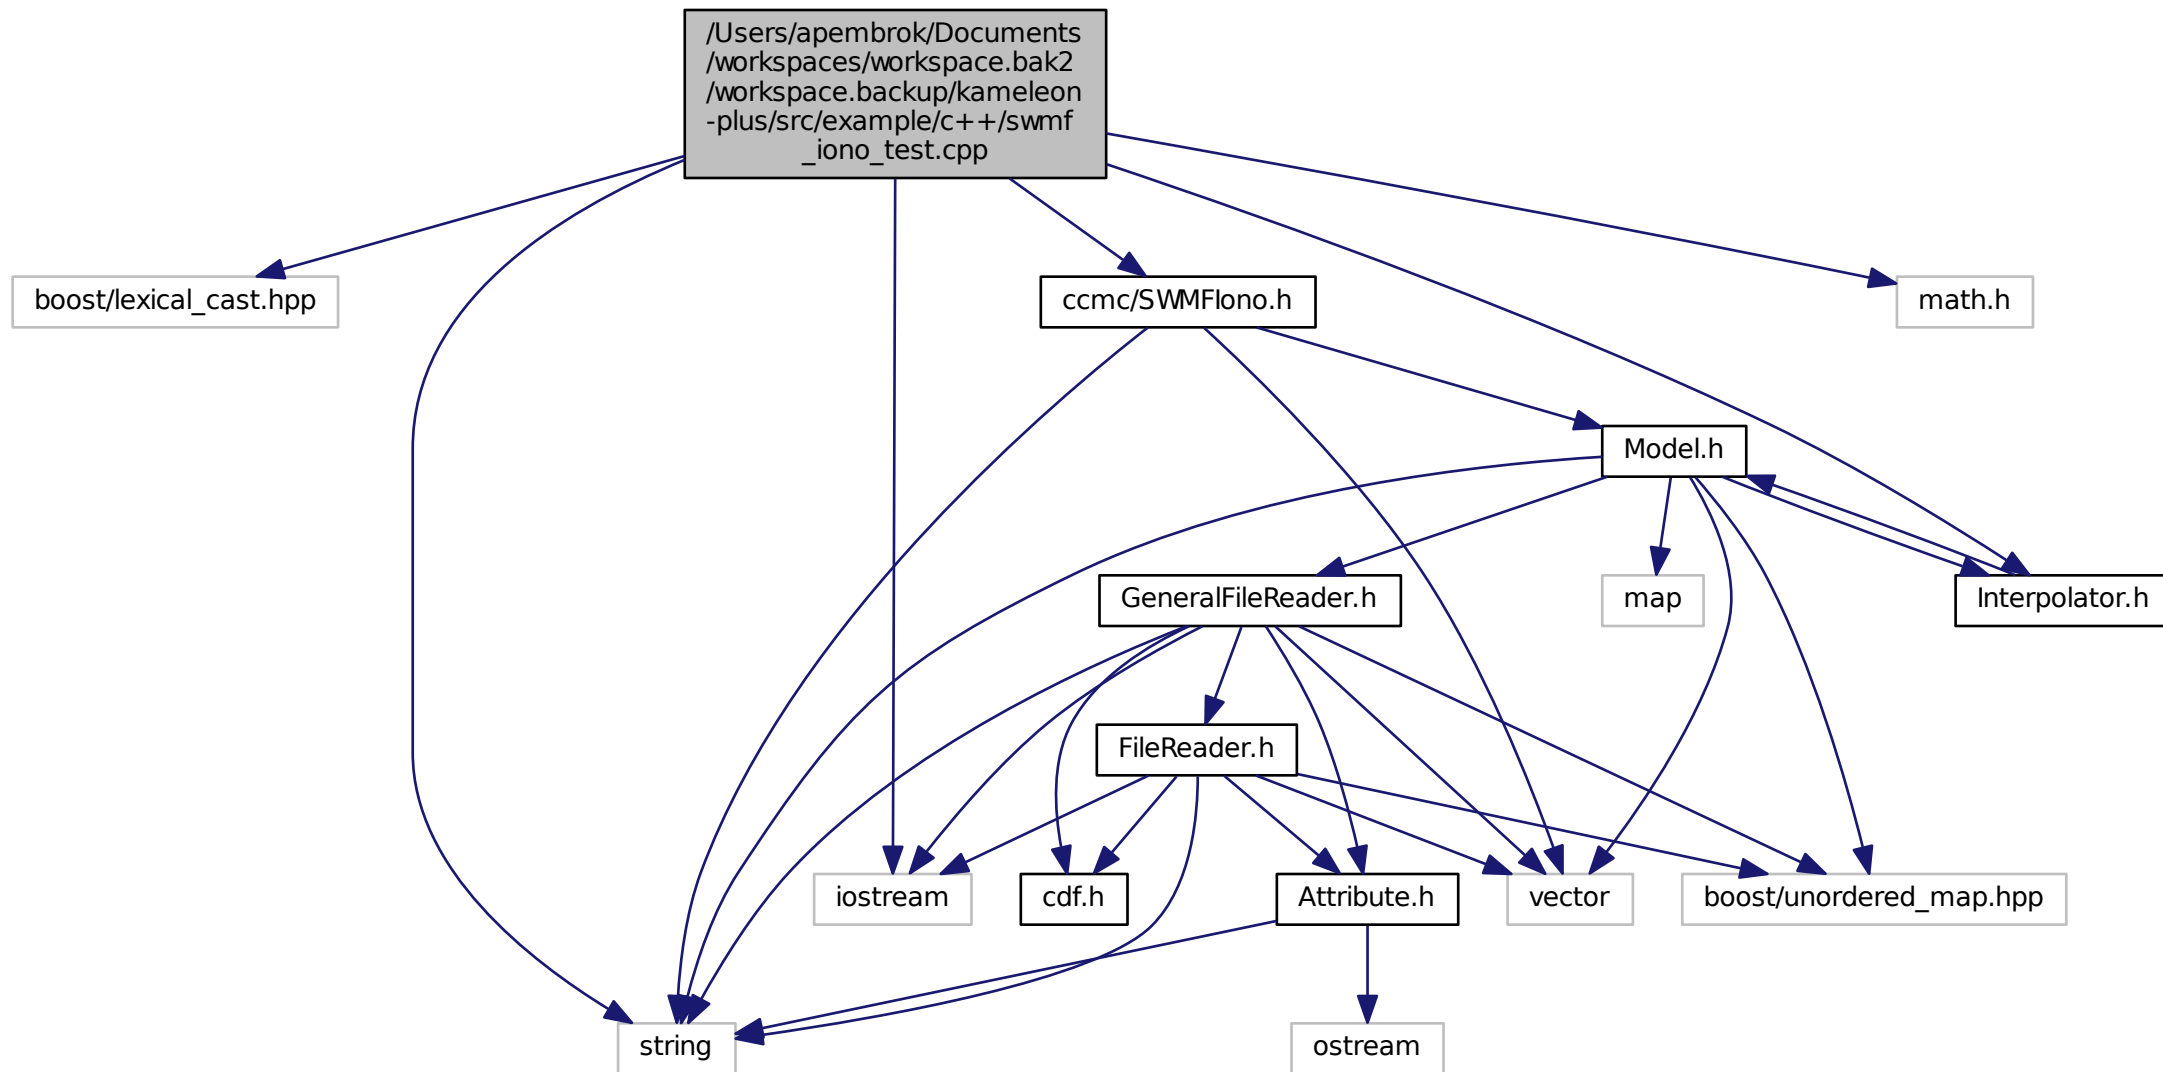 /Users/apembrok/Documents
/workspaces/workspace.bak2
/workspace.backup/kameleon
-plus/src/example/c++/swmf
_iono_test.cpp
boost/lexical_cast.hpp
ccmc/SWMFIono.h
math.h
Model.h
GeneralFileReader.h
map
Interpolator.h
FileReader.h
iostream
cdf.h
Attribute.h
vector
boost/unordered_map.hpp
string
ostream